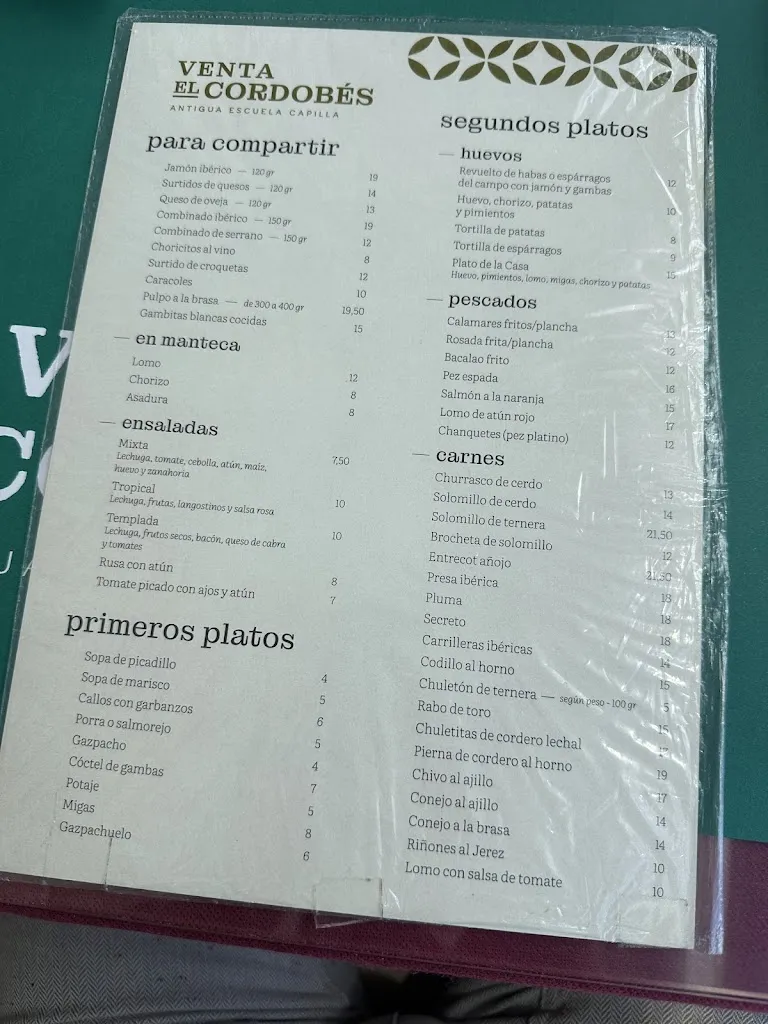 VENTA
EL CORDOBÉS
ANTIGUA ESCUELA CAPILLA
para compartir
Jamón ibérico — 120 gr 19
Surtidos de quesos — 120 gr 14
Queso de oveja — 120 gr 13
Combinado ibérico — 150 gr 19
Combinado de serrano — 150 gr 12
Choricitos al vino 8
Surtido de croquetas 12
Caracoles 10
Pulpo a la brasa — de 300 a 400 gr 19,50
Gambitas blancas cocidas 15
— en manteca
Lomo 12
Chorizo 8
Asadura 8
— ensaladas
Mixta 7,50
Lechuga, tomate, cebolla, atún, maíz,
huevo y zanahoria
Tropical 10
Lechuga, frutas, langostinos y salsa rosa
Templada 10
Lechuga, frutos secos, bacón, queso de cabra
y tomates
Rusa con atún 8
Tomate picado con ajos y atún 7
primeros platos
Sopa de picadillo 4
Sopa de marisco 5
Callos con garbanzos 6
Porra o salmorejo 5
Gazpacho 4
Cóctel de gambas 7
Potaje 5
Migas 8
Gazpachuelo 6
segundos platos
— huevos
Revuelto de habas o espárragos
del campo con jamón y gambas 12
Huevo, chorizo, patatas
y pimientos 10
Tortilla de patatas 8
Tortilla de espárragos 9
Plato de la Casa 15
Huevo, pimientos, lomo, migas, chorizo y patatas
— pescados
Calamares fritos/plancha 13
Rosada frita/plancha 12
Bacalao frito 12
Pez espada 16
Salmón a la naranja 15
Lomo de atún rojo 17
Chanquetes (pez platino) 12
— carnes
Churrasco de cerdo 13
Solomillo de cerdo 14
Solomillo de ternera 21,50
Brocheta de solomillo 12
Entrecot añojo 21,50
Presa ibérica 18
Pluma 18
Secreto 18
Carrilleras ibéricas 14
Codillo al horno 15
Chuletón de ternera — según peso - 100 gr 5
Rabo de toro 15
Chuletitas de cordero lechal
Pierna de cordero al horno 19
Chivo al ajillo 17
Conejo al ajillo 14
Conejo a la brasa 14
Riñones al Jerez 10
Lomo con salsa de tomate 10